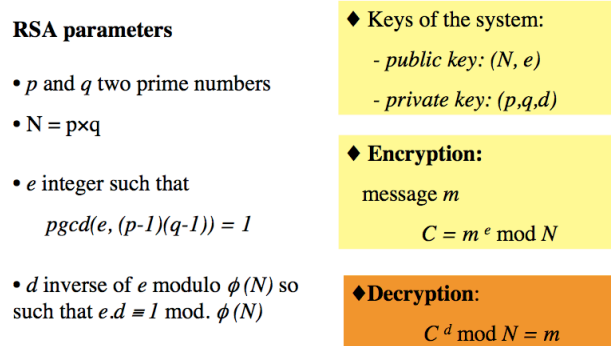 RSA parameters
• p and q two prime numbers
• N = p×q
• e integer such that
pgcd(e, (p-1)(q-1)) = 1
• d inverse of e modulo ϕ(N) so
such that e.d ≡ 1 mod. ϕ(N)
♦ Keys of the system:
- public key: (N, e)
- private key: (p,q,d)
♦ Encryption:
message m
C = m ᵉ mod N
♦Decryption:
C ᵈ mod N = m